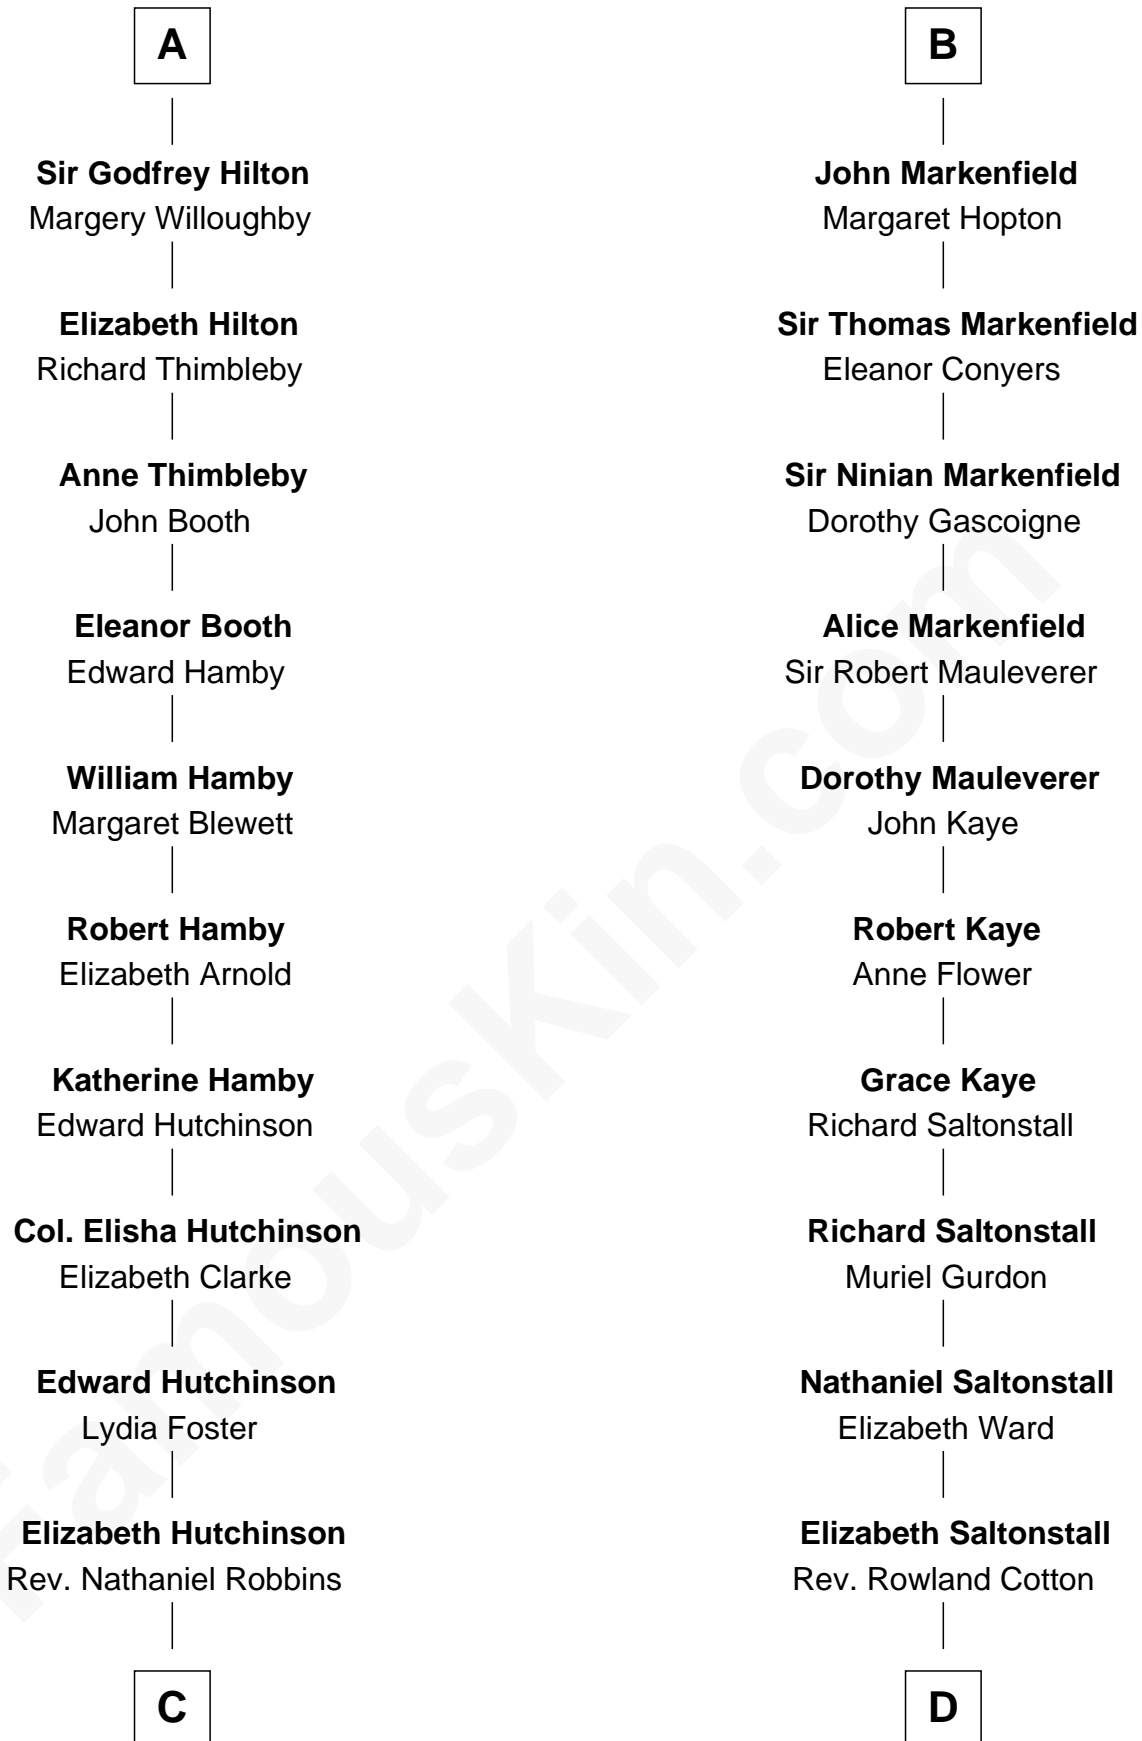 A
Sir Godfrey Hilton
Margery Willoughby
Elizabeth Hilton
Richard Thimbleby
Anne Thimbleby
John Booth
Eleanor Booth
Edward Hamby
William Hamby
Margaret Blewett
Robert Hamby
Elizabeth Arnold
Katherine Hamby
Edward Hutchinson
Col. Elisha Hutchinson
Elizabeth Clarke
Edward Hutchinson
Lydia Foster
Elizabeth Hutchinson
Rev. Nathaniel Robbins
C
B
John Markenfield
Margaret Hopton
Sir Thomas Markenfield
Eleanor Conyers
Sir Ninian Markenfield
Dorothy Gascoigne
Alice Markenfield
Sir Robert Mauleverer
Dorothy Mauleverer
John Kaye
Robert Kaye
Anne Flower
Grace Kaye
Richard Saltonstall
Richard Saltonstall
Muriel Gurdon
Nathaniel Saltonstall
Elizabeth Ward
Elizabeth Saltonstall
Rev. Rowland Cotton
D
FamousKin.com